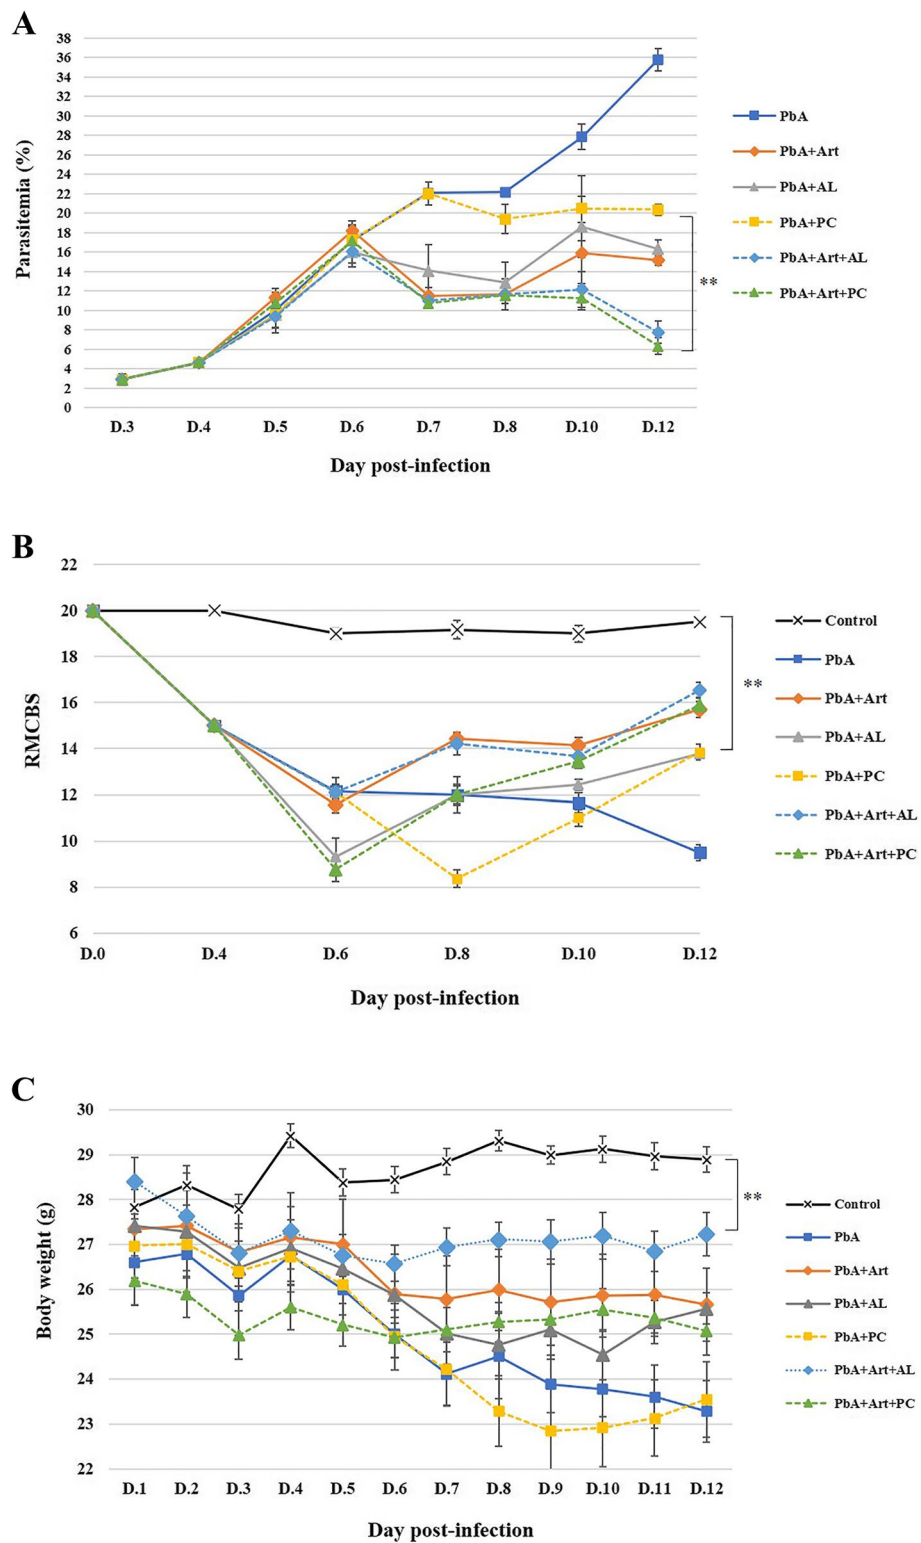 A
38
36
34
32
30
28
26
24
22
20
18
16
14
12
10
8
6
4
2
0
Parasitemia (%)
D.3 D.4 D.5 D.6 D.7 D.8 D.10 D.12
Day post-infection
PbA
PbA+Art
PbA+AL
PbA+PC
PbA+Art+AL
PbA+Art+PC
**
B
22
20
18
16
14
12
10
8
6
RMCBS
D.0 D.4 D.6 D.8 D.10 D.12
Day post-infection
Control
PbA
PbA+Art
PbA+AL
PbA+PC
PbA+Art+AL
PbA+Art+PC
**
C
30
29
28
27
26
25
24
23
22
Body weight (g)
D.1 D.2 D.3 D.4 D.5 D.6 D.7 D.8 D.9 D.10 D.11 D.12
Day post-infection
Control
PbA
PbA+Art
PbA+AL
PbA+PC
PbA+Art+AL
PbA+Art+PC
**